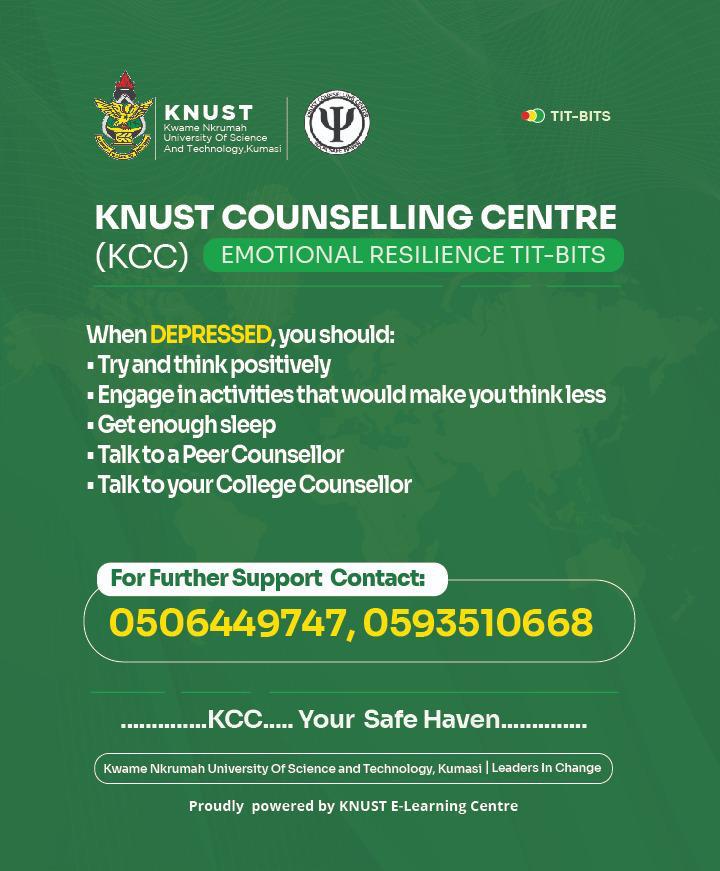 KNUST
Kwame Nkrumah
University Of Science
And Technology,Kumasi
TIT-BITS
KNUST COUNSELLING CENTRE
(KCC) EMOTIONAL RESILIENCE TIT-BITS
When DEPRESSED, you should:
▪ Try and think positively
▪ Engage in activities that would make you think less
▪ Get enough sleep
▪ Talk to a Peer Counsellor
▪ Talk to your College Counsellor
For Further Support Contact:
0506449747, 0593510668
..............KCC..... Your Safe Haven..............
Kwame Nkrumah University Of Science and Technology, Kumasi | Leaders In Change
Proudly powered by KNUST E-Learning Centre